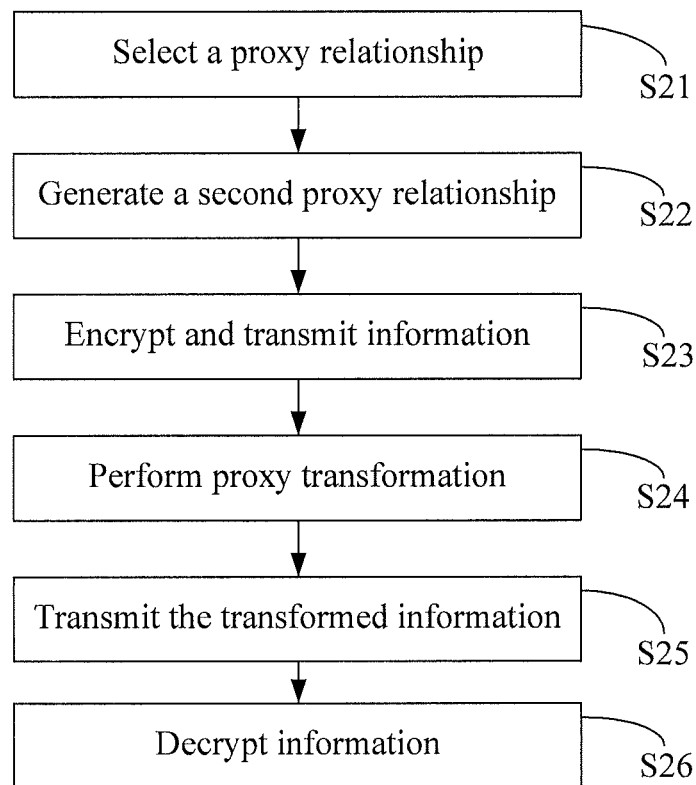 Select a proxy relationship
S21
Generate a second proxy relationship
S22
Encrypt and transmit information
S23
Perform proxy transformation
S24
Transmit the transformed information
S25
Decrypt information
S26